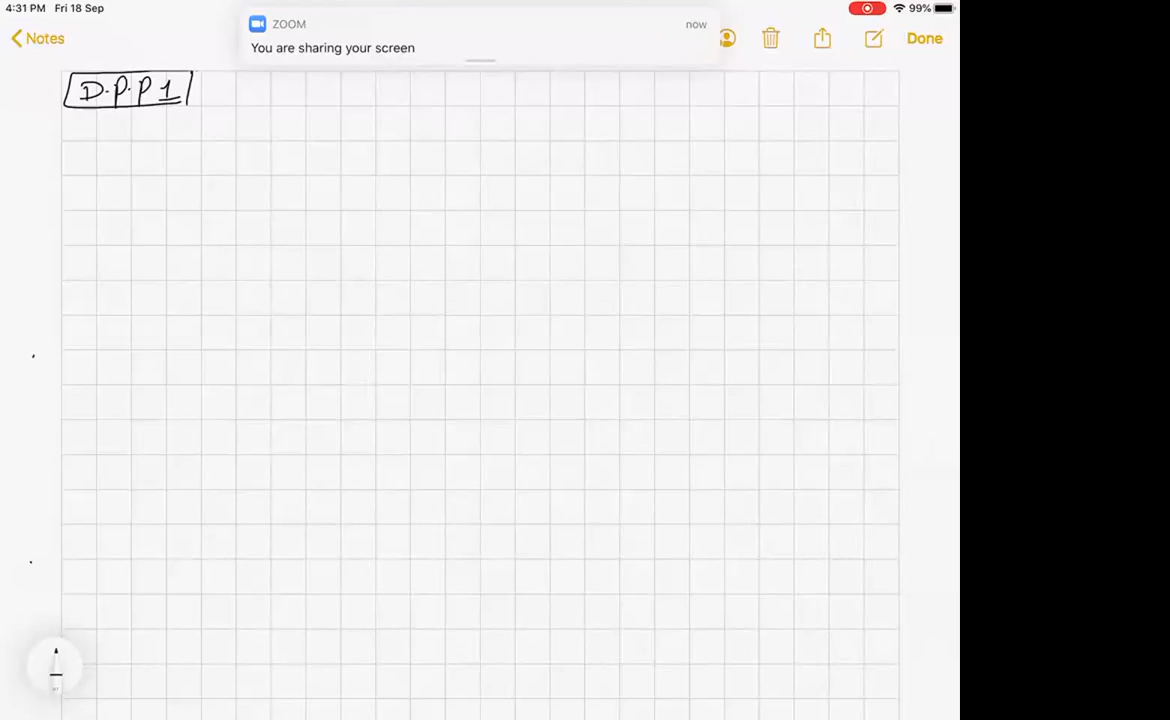 4:31 PM Fri 18 Sep
99%
ZOOM
now
You are sharing your screen
Notes
Done
D.P.P 1